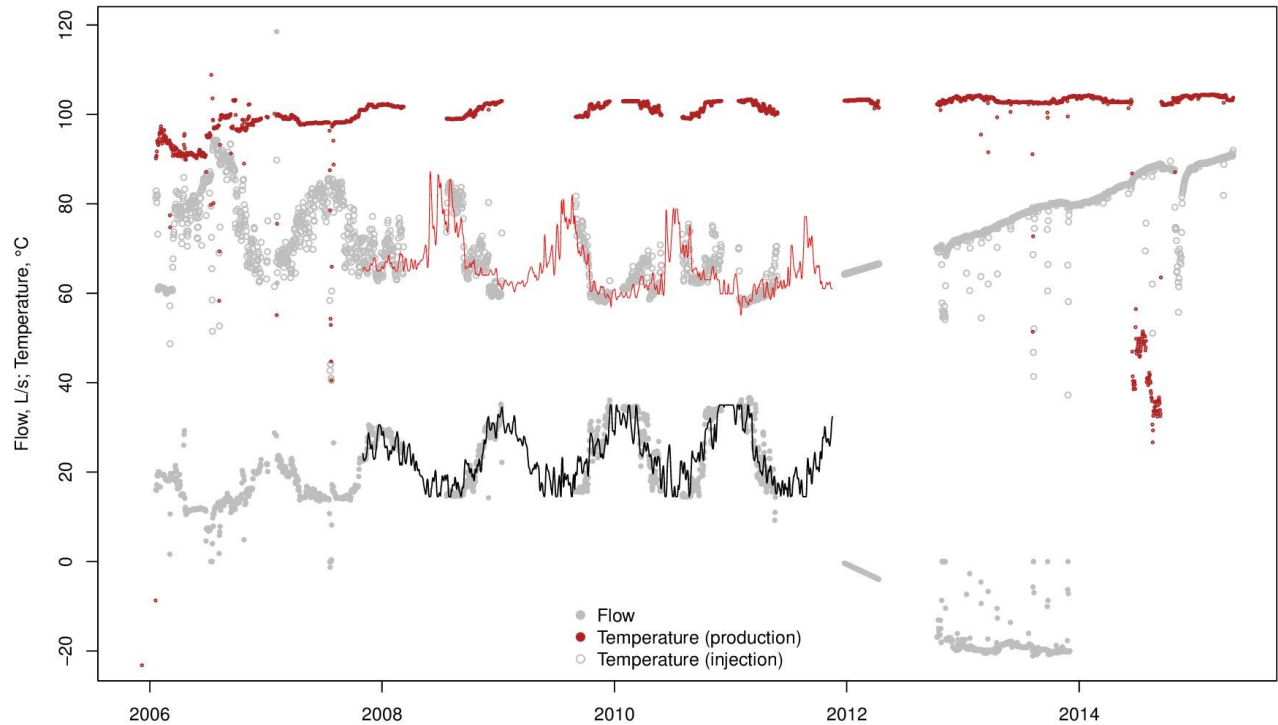 120
100
80
60
40
20
0
−20
Flow, L/s; Temperature, °C
Flow
Temperature (production)
Temperature (injection)
2006 2008 2010 2012 2014